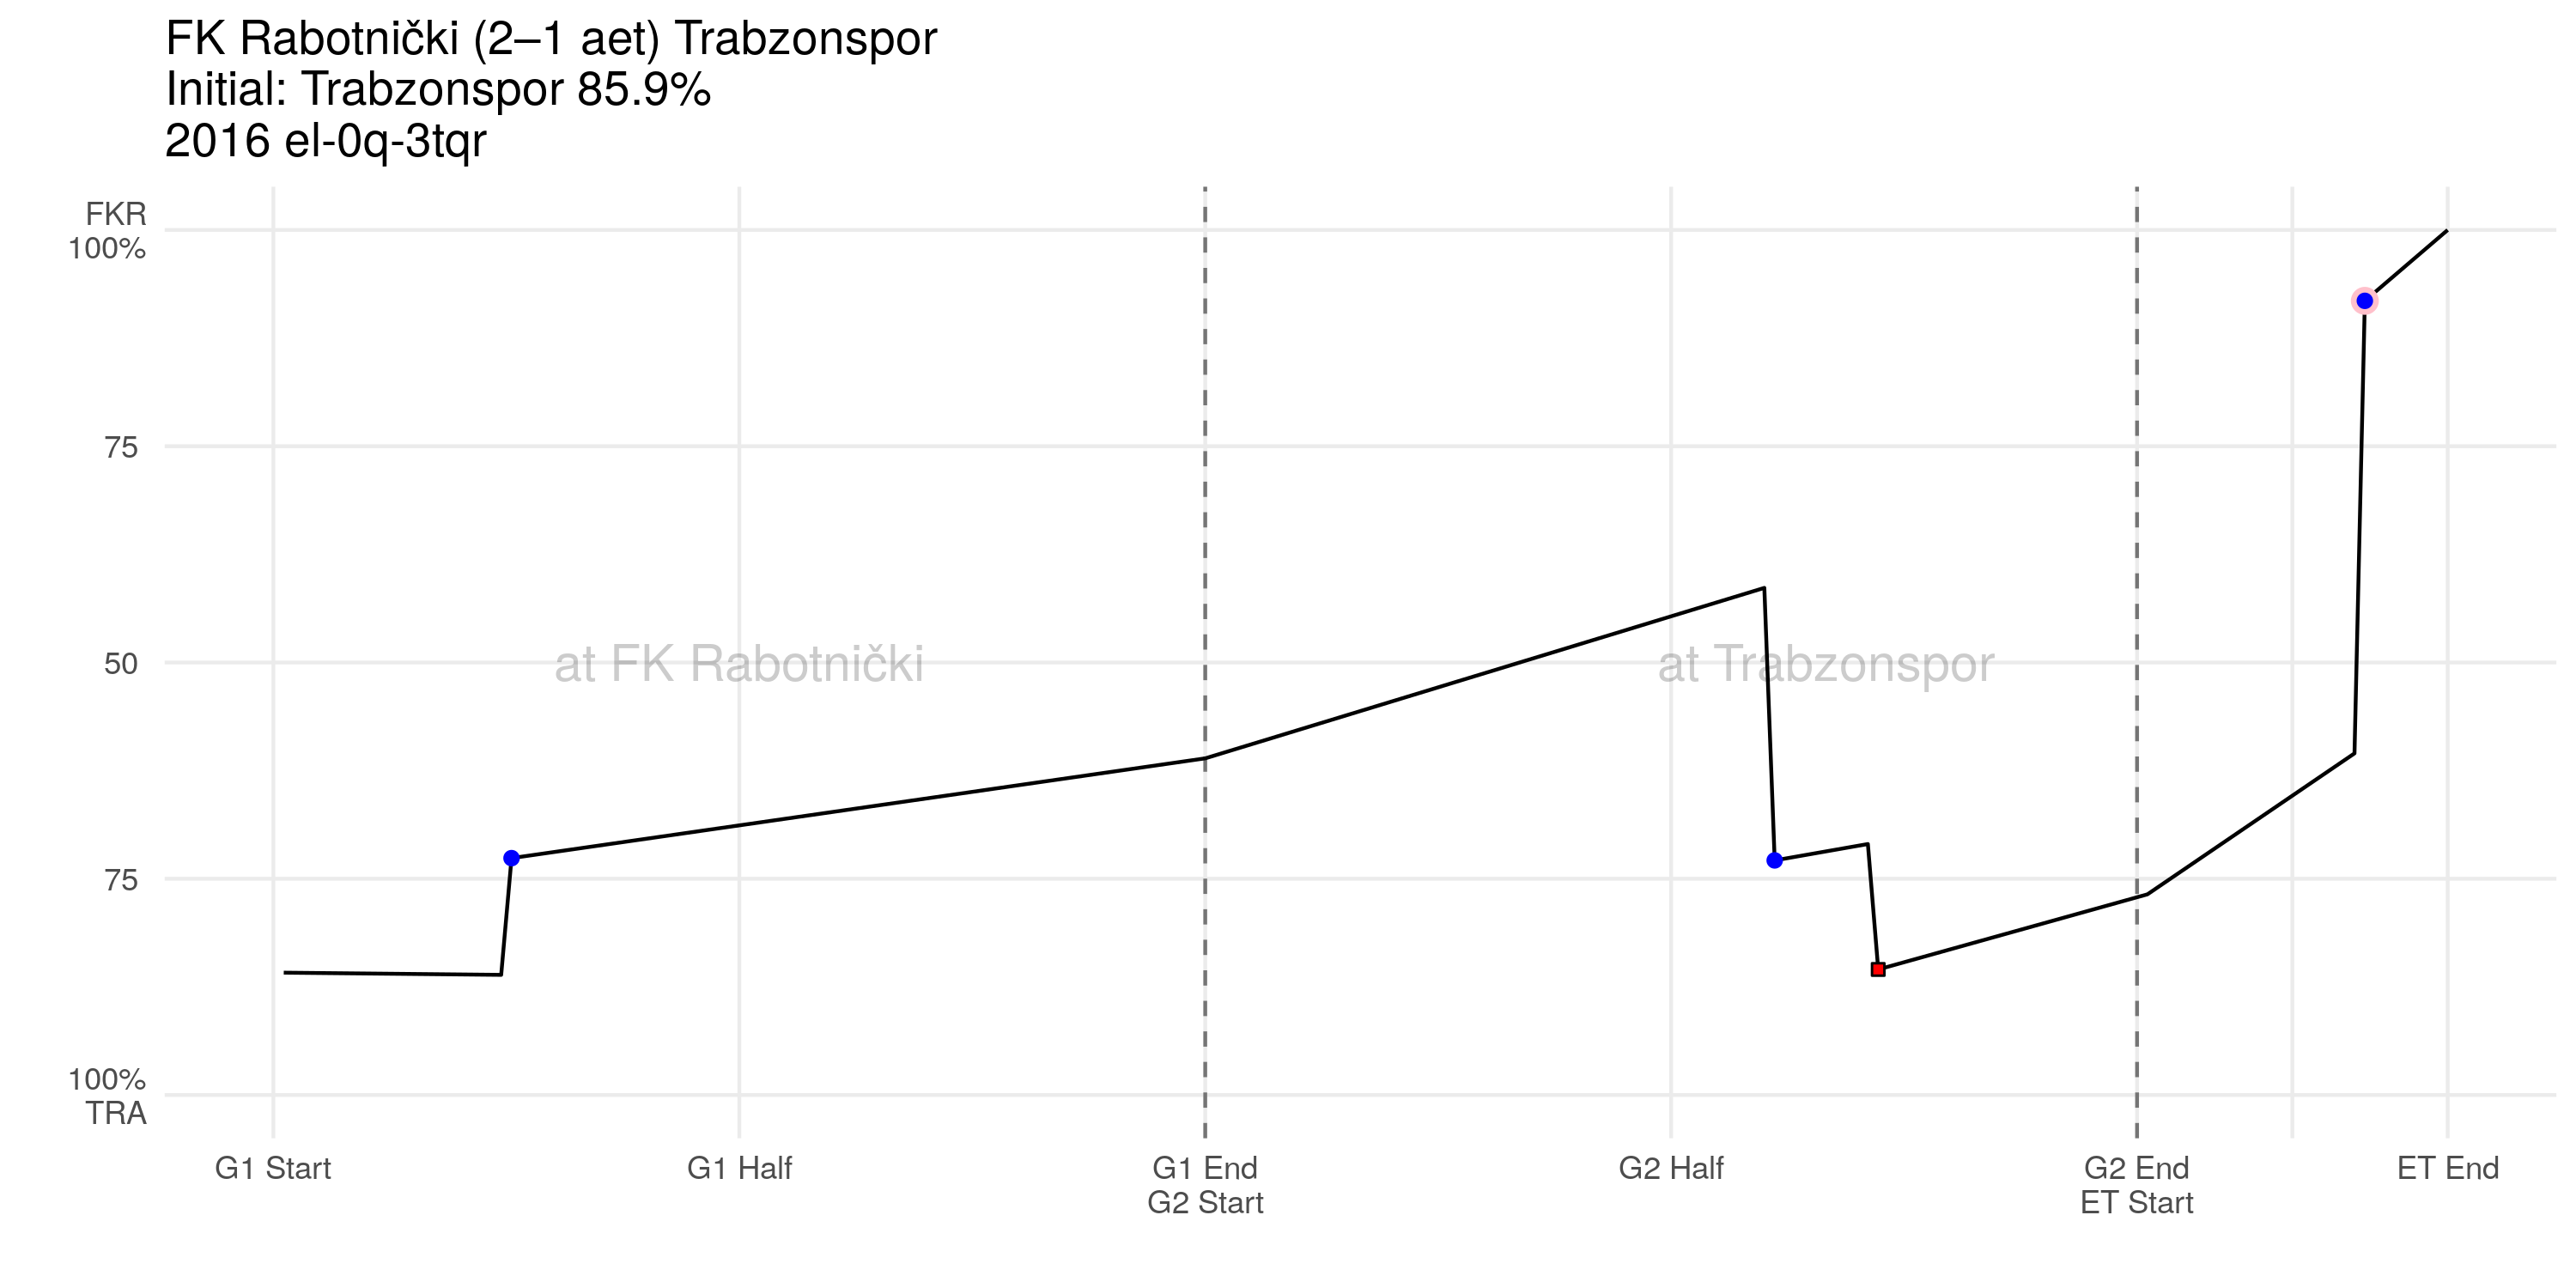 FK Rabotnički (2–1 aet) Trabzonspor
Initial: Trabzonspor 85.9%
2016 el-0q-3tqr
FKR
100%
75
50
75
100%
TRA
at FK Rabotnički
at Trabzonspor
G1 Start
G1 Half
G1 End
G2 Start
G2 Half
G2 End
ET Start
ET End